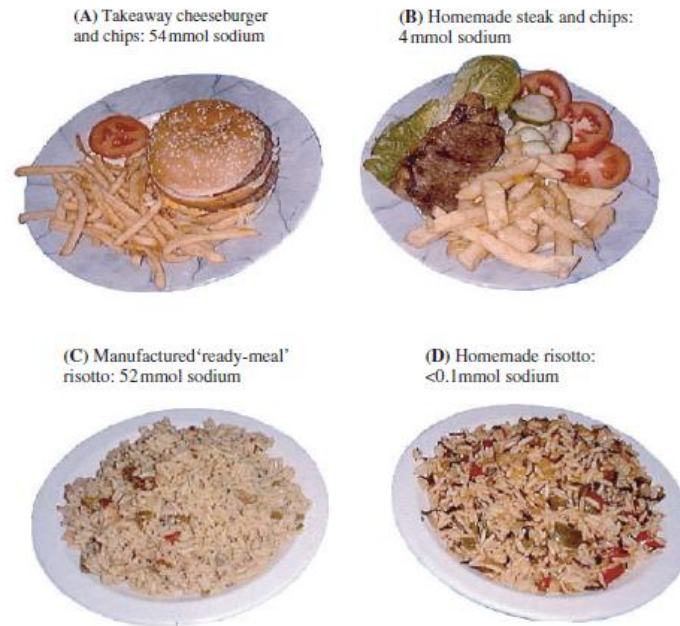 (A) Takeaway cheeseburger
and chips: 54 mmol sodium
(B) Homemade steak and chips:
4 mmol sodium
(C) Manufactured ‘ready-meal’
risotto: 52 mmol sodium
(D) Homemade risotto:
<0.1 mmol sodium